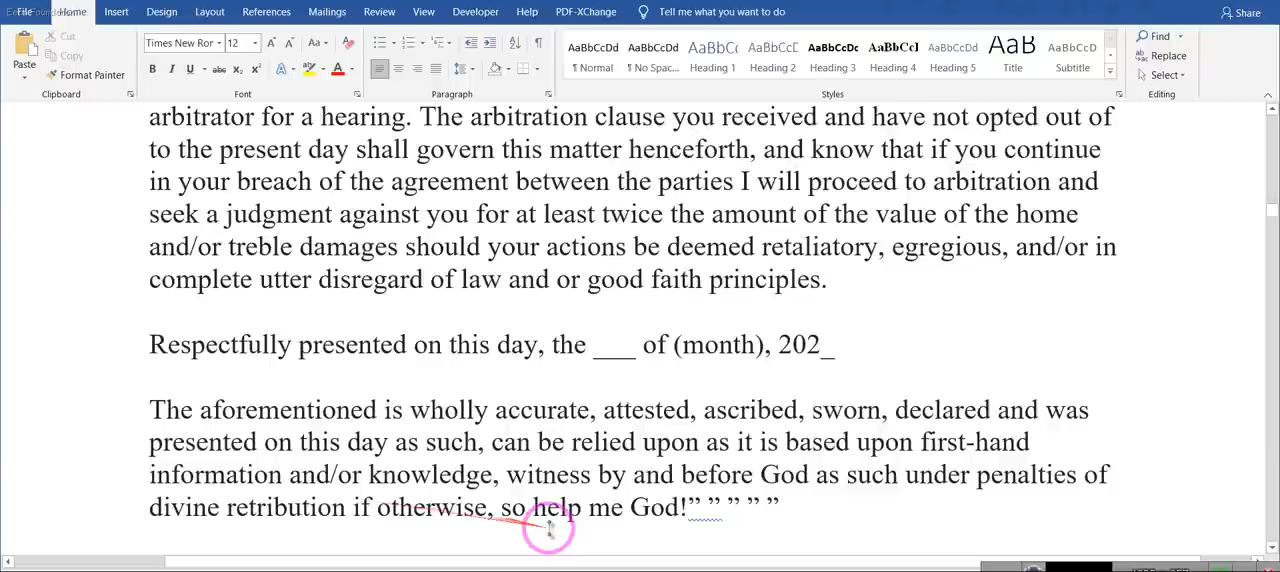 File Home Insert Design Layout References Mailings Review View Developer Help PDF-XChange Tell me what you want to do Share
Paste Cut Copy Format Painter Clipboard
Times New Ror 12 Aa B I U abc x₂ x² A A Font
Paragraph
AaBbCcDd AaBbCcDd AaBbCc AaBbCcD AaBbCcDc AaBbCcI AaBbCcDd AaB AaBbCcD
¶ Normal ¶ No Spac... Heading 1 Heading 2 Heading 3 Heading 4 Heading 5 Title Subtitle
Styles
Find Replace Select Editing
arbitrator for a hearing. The arbitration clause you received and have not opted out of
to the present day shall govern this matter henceforth, and know that if you continue
in your breach of the agreement between the parties I will proceed to arbitration and
seek a judgment against you for at least twice the amount of the value of the home
and/or treble damages should your actions be deemed retaliatory, egregious, and/or in
complete utter disregard of law and or good faith principles.
Respectfully presented on this day, the ___ of (month), 202_
The aforementioned is wholly accurate, attested, ascribed, sworn, declared and was
presented on this day as such, can be relied upon as it is based upon first-hand
information and/or knowledge, witness by and before God as such under penalties of
divine retribution if otherwise, so help me God!” ” ” ” ”